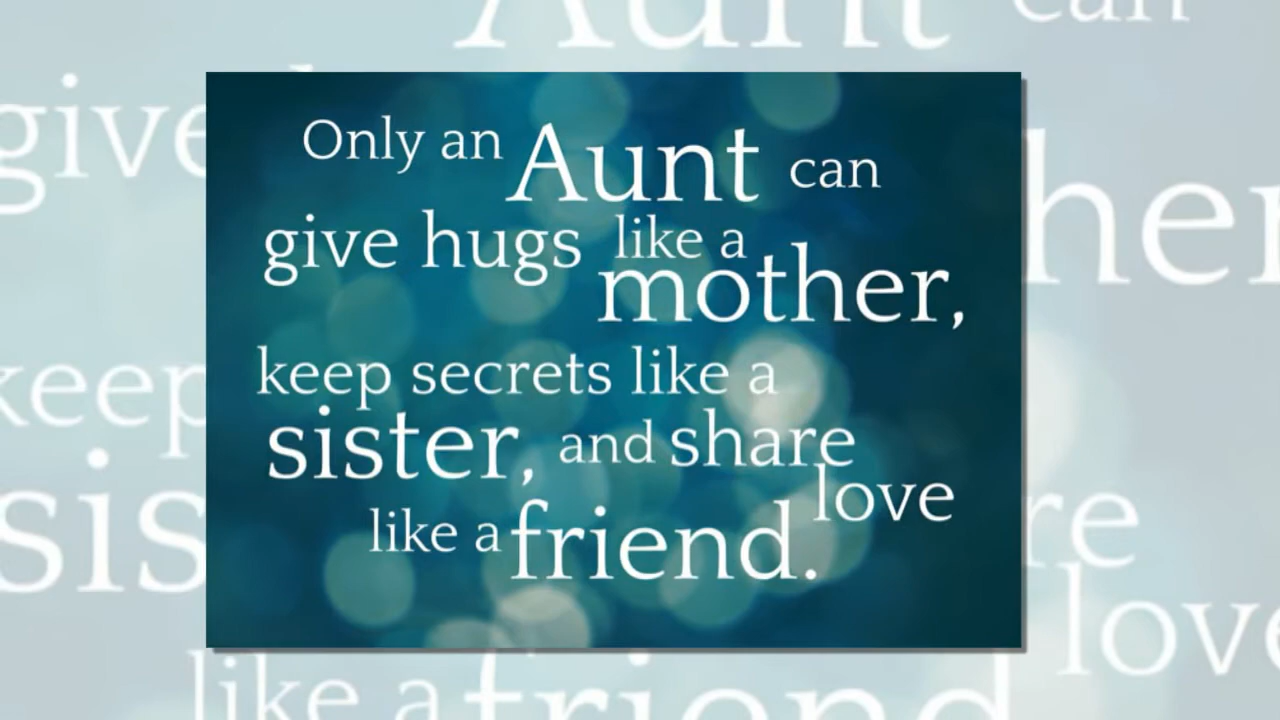 Only an Aunt can
give hugs like a
mother,
keep secrets like a
sister, and share
love
like a friend.